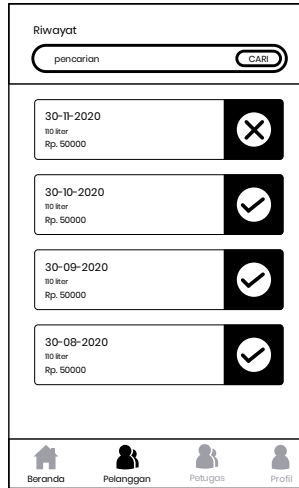 Riwayat
pencarian CARI
30-11-2020
110 liter
Rp. 50000
30-10-2020
110 liter
Rp. 50000
30-09-2020
110 liter
Rp. 50000
30-08-2020
110 liter
Rp. 50000
Beranda Pelanggan Petugas Profil